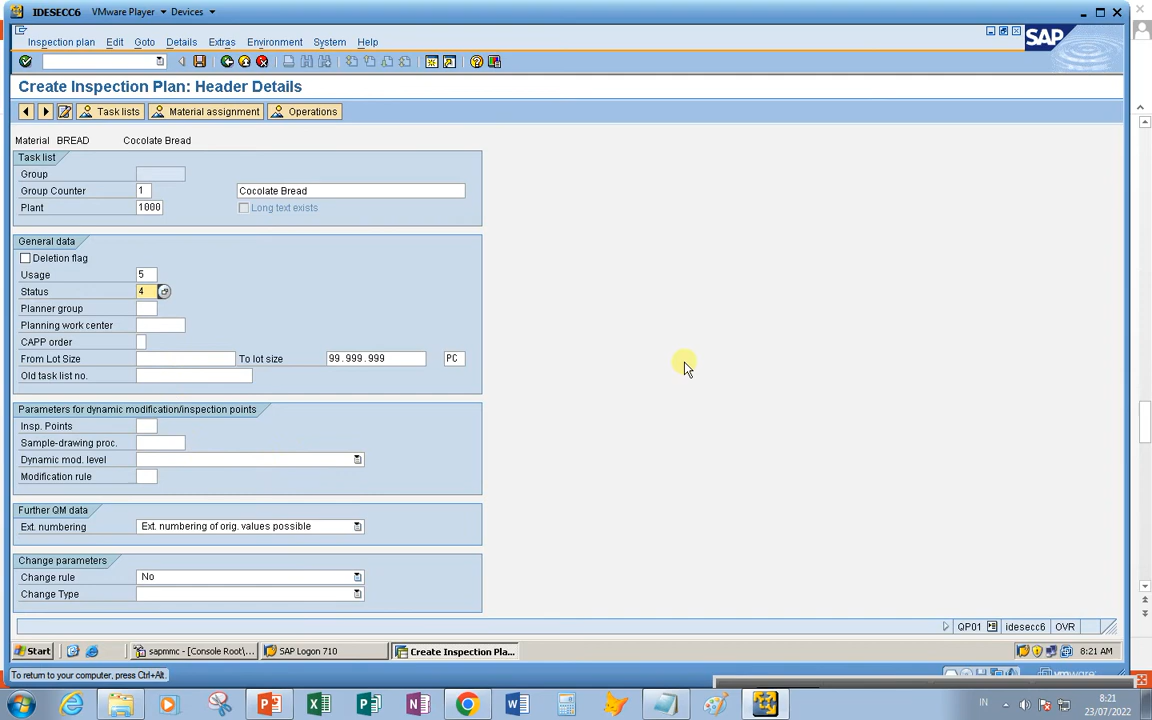 IDESECC6 VMware Player Devices
Inspection plan Edit Goto Details Extras Environment System Help
SAP
Create Inspection Plan: Header Details
Task lists Material assignment Operations
Material BREAD Cocolate Bread
Task list
Group
Group Counter 1 Cocolate Bread
Plant 1000 Long text exists
General data
Deletion flag
Usage 5
Status 4
Planner group
Planning work center
CAPP order
From Lot Size To lot size 99.999.999 PC
Old task list no.
Parameters for dynamic modification/inspection points
Insp. Points
Sample-drawing proc.
Dynamic mod. level
Modification rule
Further QM data
Ext. numbering Ext. numbering of orig. values possible
Change parameters
Change rule No
Change Type
QP01 idesecc6 OVR
Start sapmmc - [Console Root\... SAP Logon 710 Create Inspection Pla... 8:21 AM
To return to your computer, press Ctrl+Alt.
IN 8:21
23/07/2022